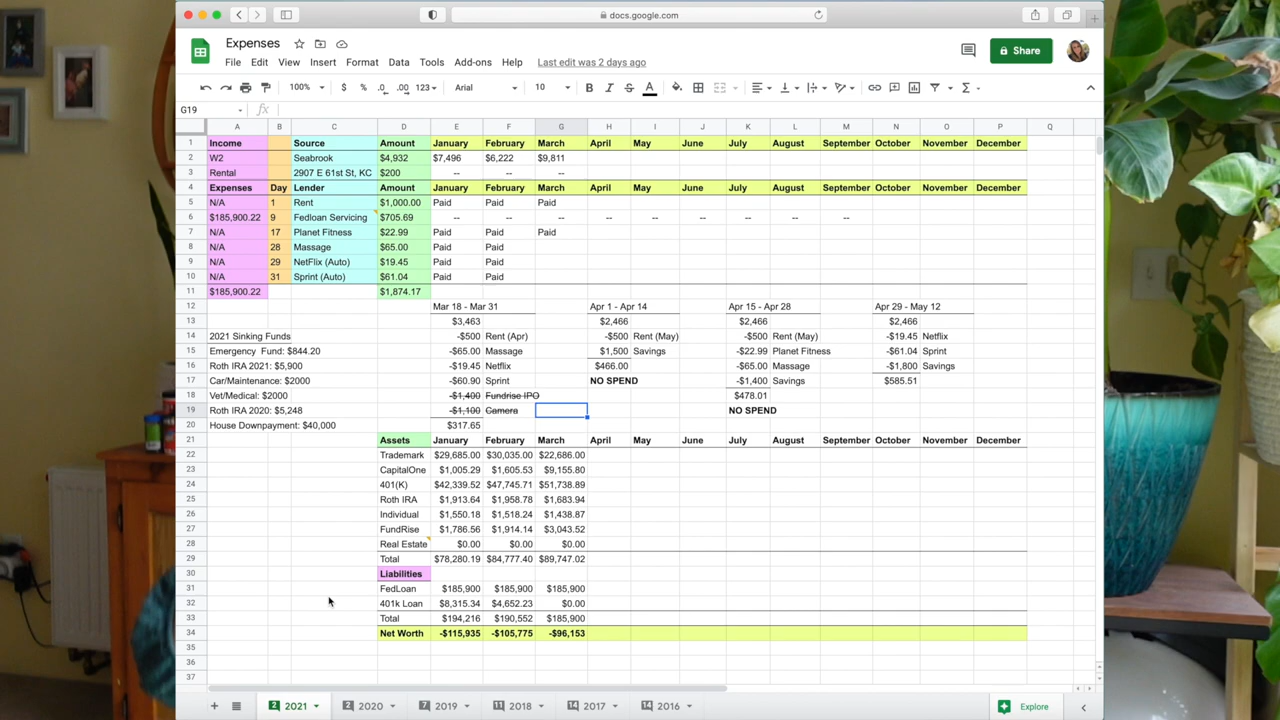 docs.google.com
Expenses
File Edit View Insert Format Data Tools Add-ons Help Last edit was 2 days ago
Share
100% $ % .0 .00 123 Arial 10 B I S A
G19 fx
A B C D E F G H I J K L M N O P Q
1 Income Source Amount January February March April May June July August September October November December
2 W2 Seabrook $4,932 $7,496 $6,222 $9,811
3 Rental 2907 E 61st St, KC $200 -- -- --
4 Expenses Day Lender Amount January February March April May June July August September October November December
5 N/A 1 Rent $1,000.00 Paid Paid Paid
6 $185,900.22 9 Fedloan Servicing $705.69 -- -- -- -- -- -- -- -- --
7 N/A 17 Planet Fitness $22.99 Paid Paid Paid
8 N/A 28 Massage $65.00 Paid Paid
9 N/A 29 NetFlix (Auto) $19.45 Paid Paid
10 N/A 31 Sprint (Auto) $61.04 Paid Paid
11 $185,900.22 $1,874.17
12 Mar 18 - Mar 31 Apr 1 - Apr 14 Apr 15 - Apr 28 Apr 29 - May 12
13 $3,463 $2,466 $2,466 $2,466
14 2021 Sinking Funds -$500 Rent (Apr) -$500 Rent (May) -$500 Rent (May) -$19.45 Netflix
15 Emergency Fund: $844.20 -$65.00 Massage $1,500 Savings -$22.99 Planet Fitness -$61.04 Sprint
16 Roth IRA 2021: $5,900 -$19.45 Netflix $466.00 -$65.00 Massage -$1,800 Savings
17 Car/Maintenance: $2000 -$60.90 Sprint NO SPEND -$1,400 Savings $585.51
18 Vet/Medical: $2000 -$1,400 Fundrise IPO $478.01
19 Roth IRA 2020: $5,248 -$1,100 Camera NO SPEND
20 House Downpayment: $40,000 $317.65
21 Assets January February March April May June July August September October November December
22 Trademark $29,685.00 $30,035.00 $22,686.00
23 CapitalOne $1,005.29 $1,605.53 $9,155.80
24 401(K) $42,339.52 $47,745.71 $51,738.89
25 Roth IRA $1,913.64 $1,958.78 $1,683.94
26 Individual $1,550.18 $1,518.24 $1,438.87
27 FundRise $1,786.56 $1,914.14 $3,043.52
28 Real Estate $0.00 $0.00 $0.00
29 Total $78,280.19 $84,777.40 $89,747.02
30 Liabilities
31 FedLoan $185,900 $185,900 $185,900
32 401k Loan $8,315.34 $4,652.23 $0.00
33 Total $194,216 $190,552 $185,900
34 Net Worth -$115,935 -$105,775 -$96,153
35
36
37
2 2021 2 2020 7 2019 11 2018 14 2017 14 2016 Explore